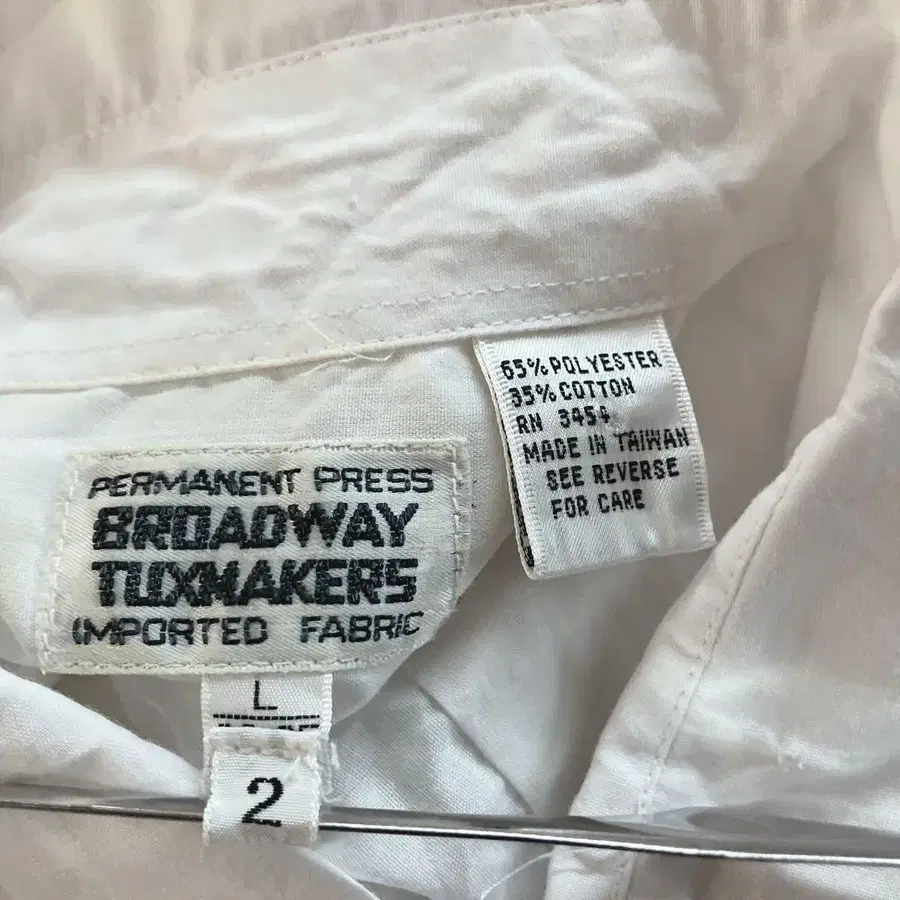 PERMANENT PRESS
BROADWAY
TUXMAKERS
IMPORTED FABRIC
L
2
65% POLYESTER
35% COTTON
RN 3454
MADE IN TAIWAN
SEE REVERSE
FOR CARE